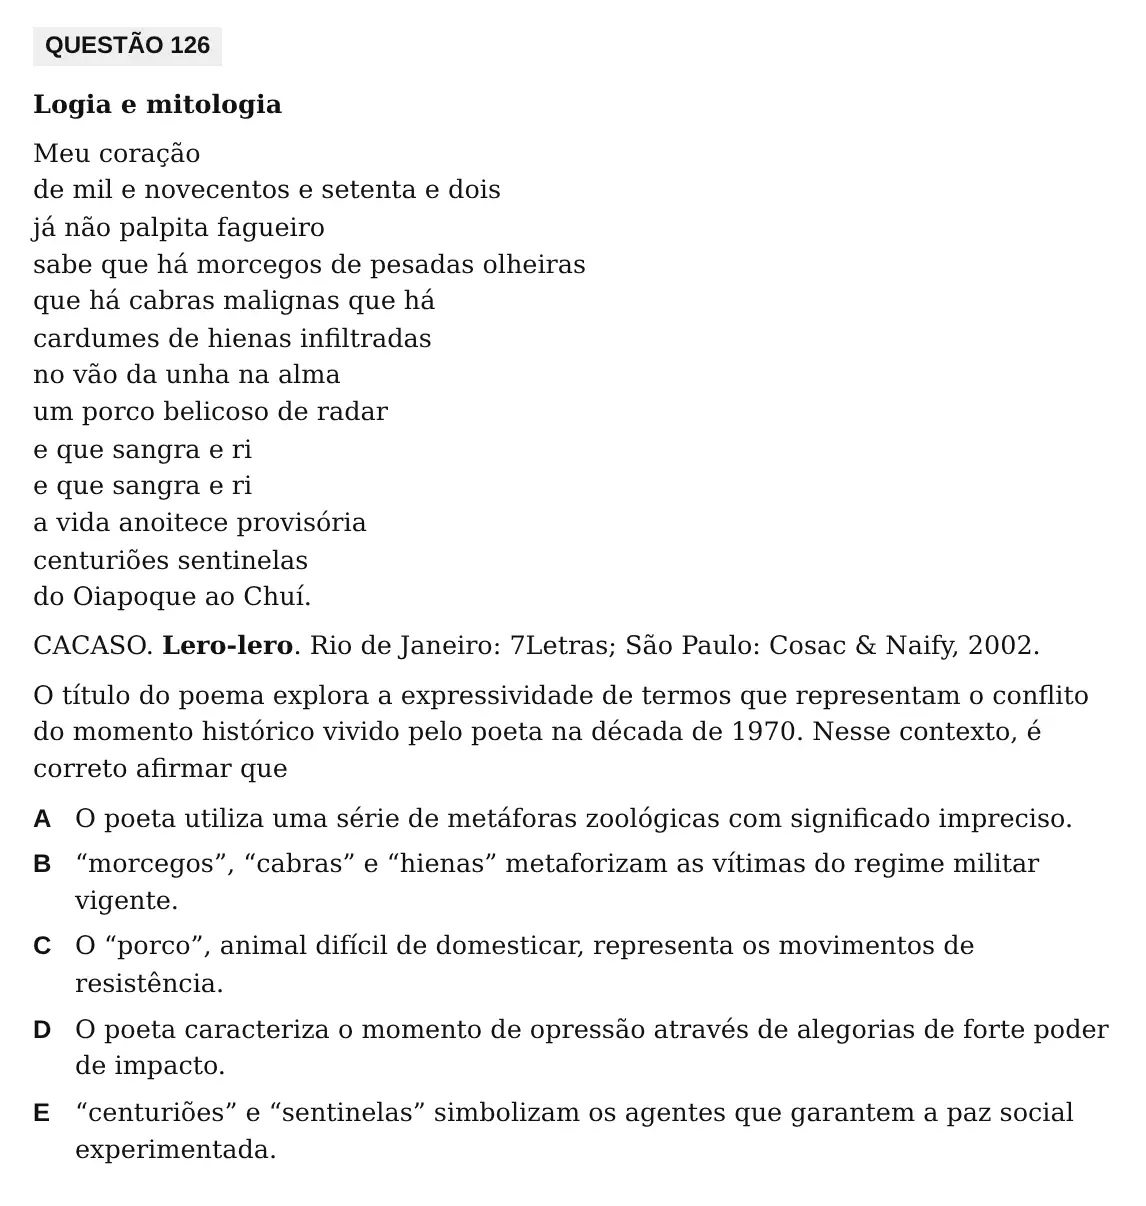 QUESTÃO 126
Logia e mitologia
Meu coração
de mil e novecentos e setenta e dois
já não palpita fagueiro
sabe que há morcegos de pesadas olheiras
que há cabras malignas que há
cardumes de hienas infiltradas
no vão da unha na alma
um porco belicoso de radar
e que sangra e ri
e que sangra e ri
a vida anoitece provisória
centuriões sentinelas
do Oiapoque ao Chuí.
CACASO. Lero-lero. Rio de Janeiro: 7Letras; São Paulo: Cosac & Naify, 2002.
O título do poema explora a expressividade de termos que representam o conflito
do momento histórico vivido pelo poeta na década de 1970. Nesse contexto, é
correto afirmar que
A O poeta utiliza uma série de metáforas zoológicas com significado impreciso.
B “morcegos”, “cabras” e “hienas” metaforizam as vítimas do regime militar
vigente.
C O “porco”, animal difícil de domesticar, representa os movimentos de
resistência.
D O poeta caracteriza o momento de opressão através de alegorias de forte poder
de impacto.
E “centuriões” e “sentinelas” simbolizam os agentes que garantem a paz social
experimentada.